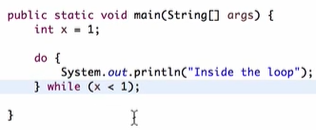 public static void main(String[] args) {
int x = 1;
do {
System.out.println("Inside the loop");
} while (x < 1);
}